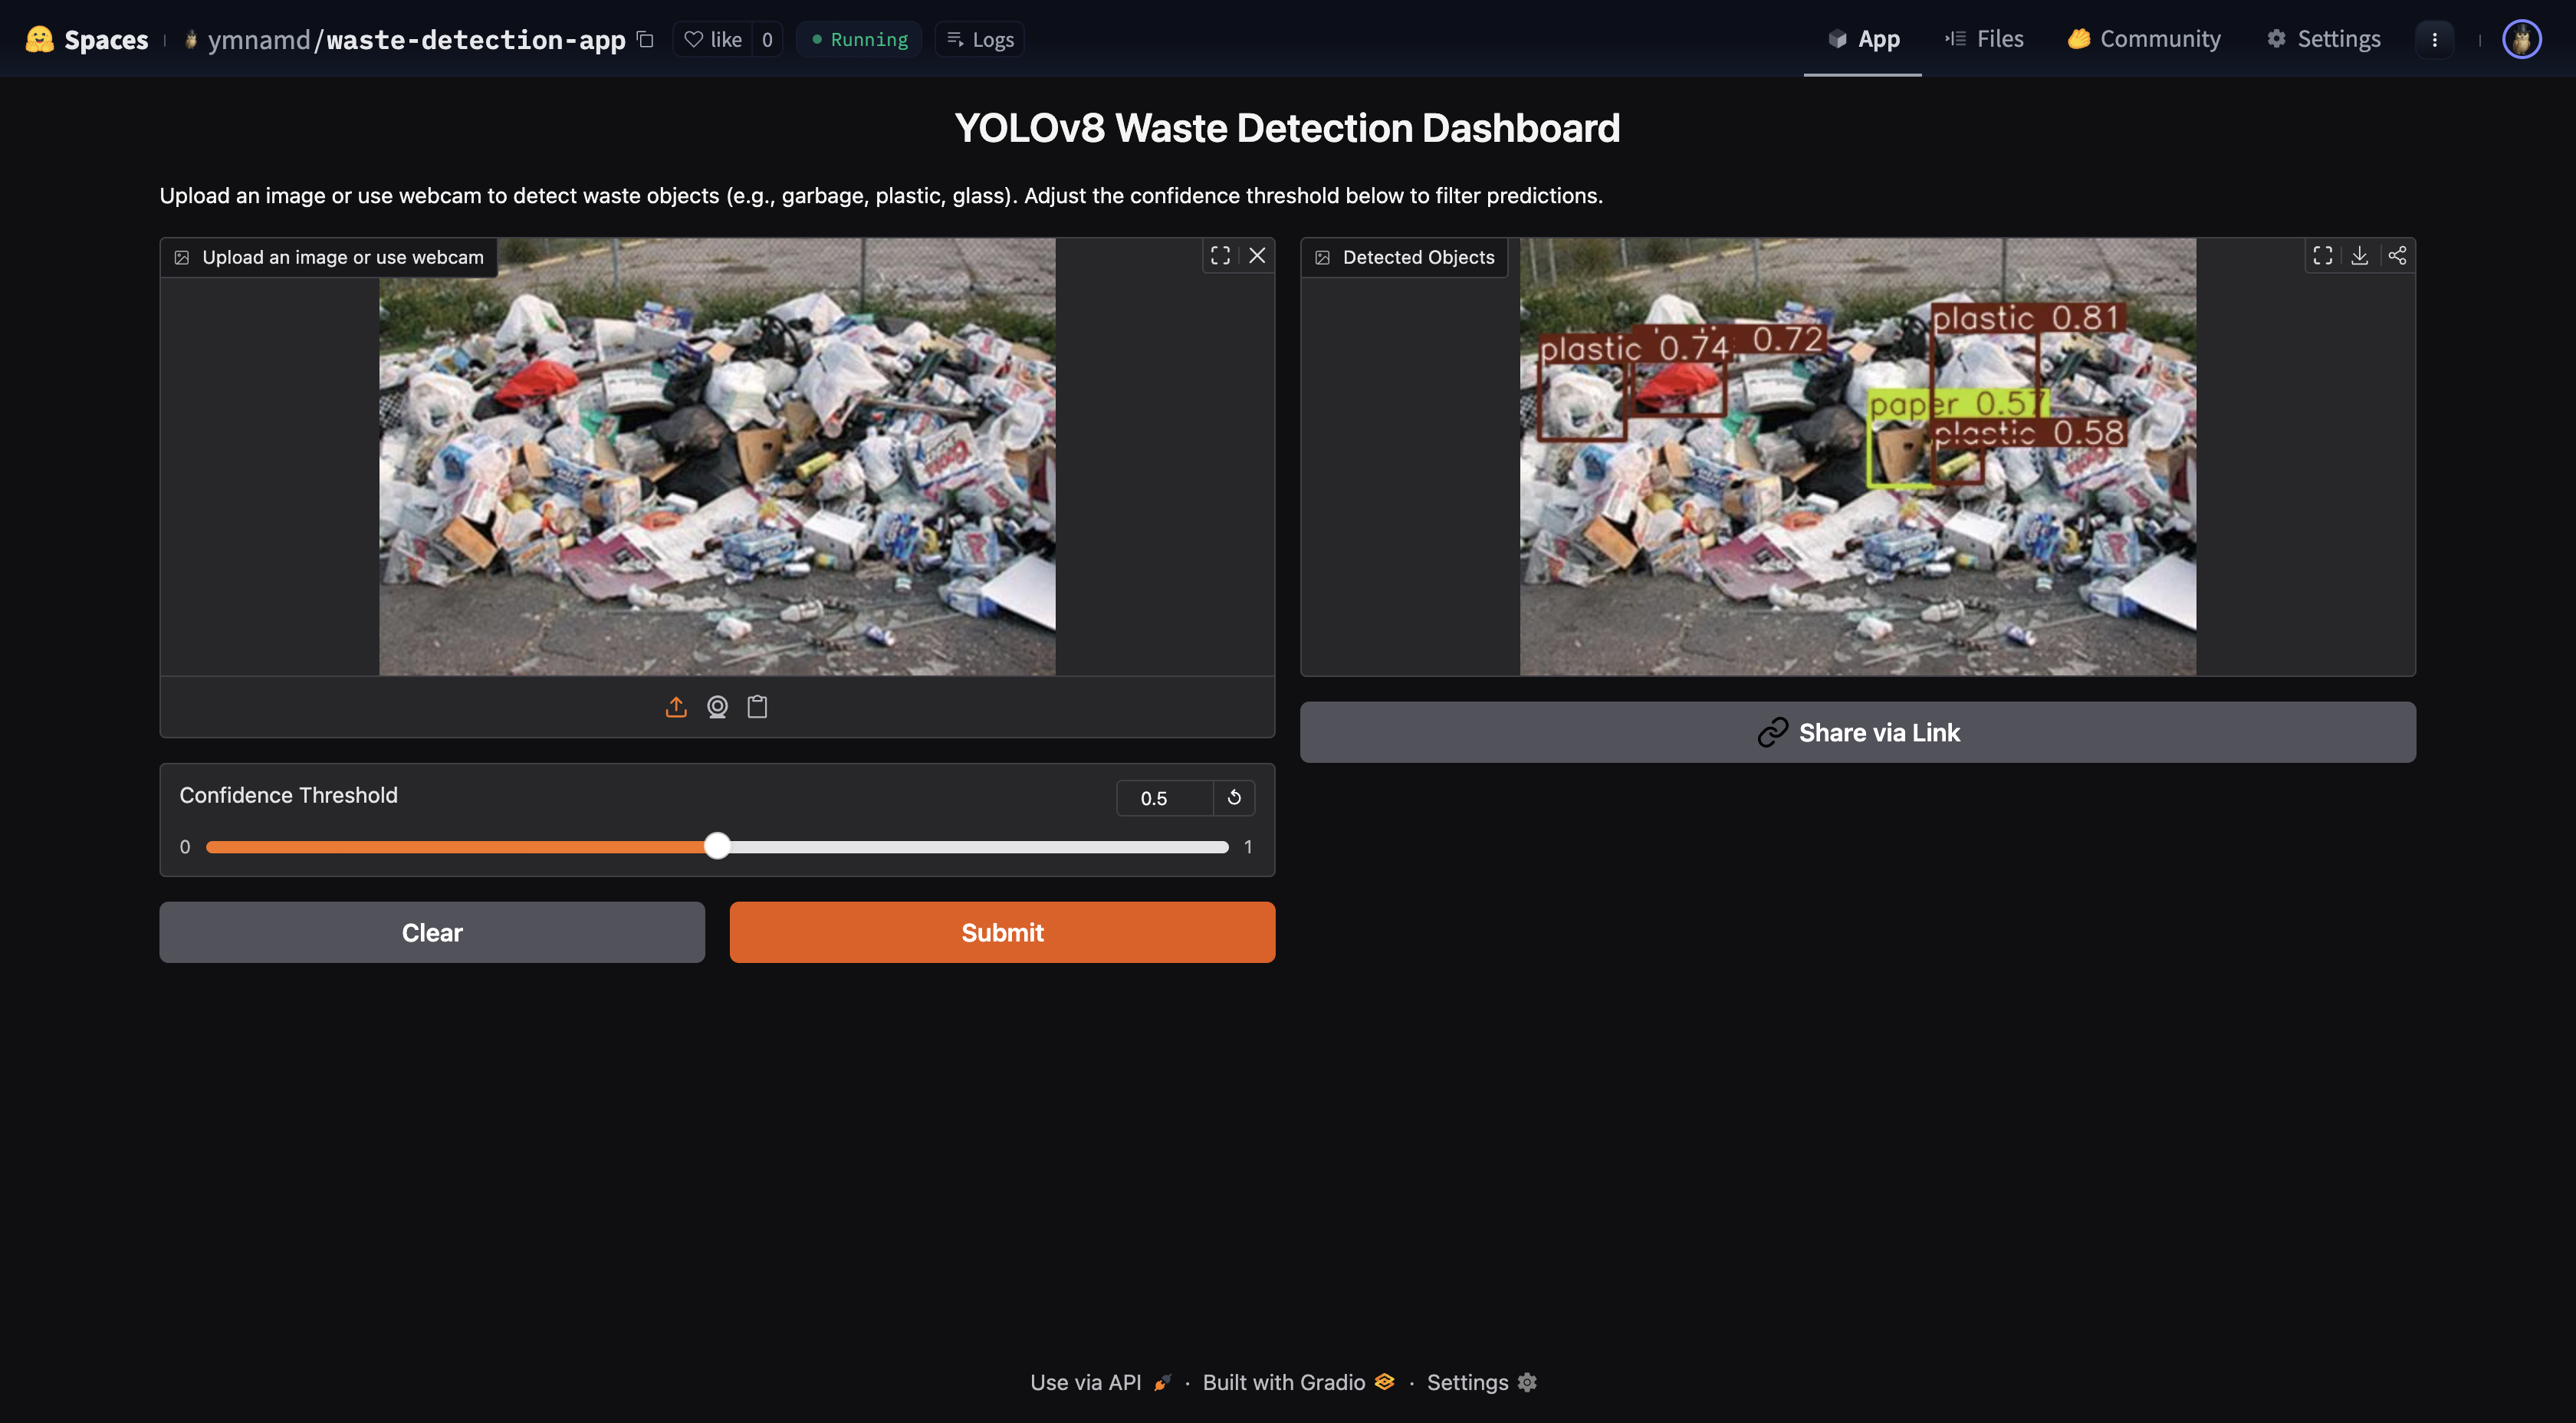 Spaces ymnamd/waste-detection-app like 0 Running Logs App Files Community Settings
YOLOv8 Waste Detection Dashboard
Upload an image or use webcam to detect waste objects (e.g., garbage, plastic, glass). Adjust the confidence threshold below to filter predictions.
Upload an image or use webcam
Detected Objects
plastic 0.81
plastic 0.74
0.72
paper 0.57
plastic 0.58
Share via Link
Confidence Threshold
0.5
0
1
Clear
Submit
Use via API · Built with Gradio · Settings